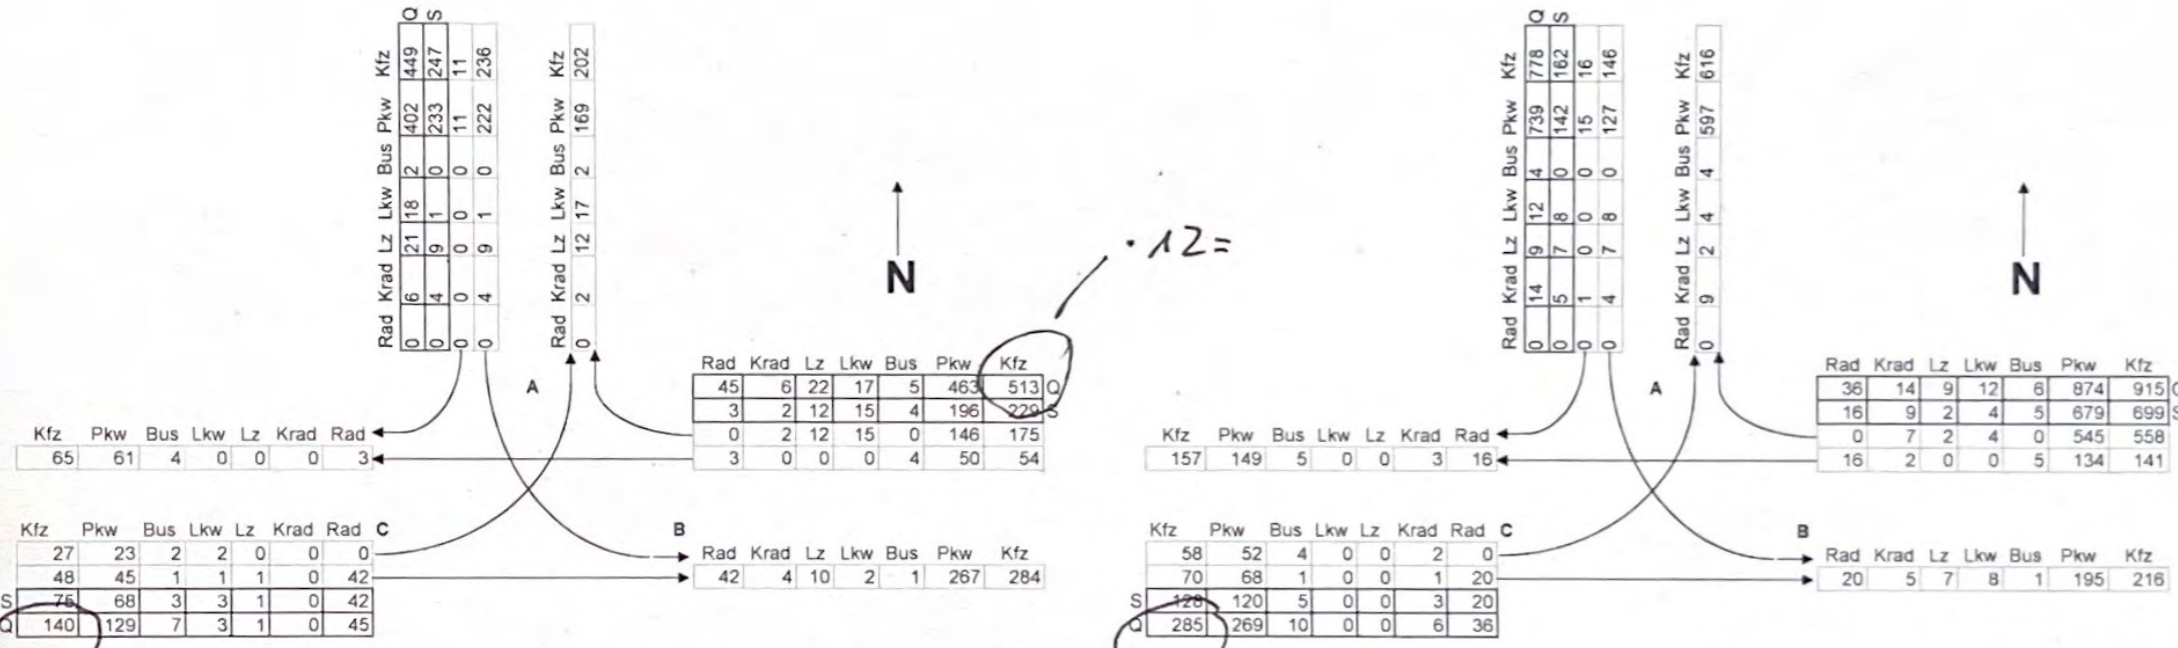 Q 449 402 2 18 21 6 0
S 247 233 0 1 9 4 0
11 11 0 0 0 0 0
236 222 0 1 9 4 0
Rad Krad Lz Lkw Bus Pkw Kfz
0 2 12 17 2 169 202
Rad Krad Lz Lkw Bus Pkw Kfz
A
N
· 12 =
Rad Krad Lz Lkw Bus Pkw Kfz
45 6 22 17 5 463 513 Q
3 2 12 15 4 196 229 S
0 2 12 15 0 146 175
3 0 0 0 4 50 54
Kfz Pkw Bus Lkw Lz Krad Rad
65 61 4 0 0 0 3
Kfz Pkw Bus Lkw Lz Krad Rad C
27 23 2 2 0 0 0
48 45 1 1 1 0 42
S 75 68 3 3 1 0 42
Q 140 129 7 3 1 0 45
B
Rad Krad Lz Lkw Bus Pkw Kfz
42 4 10 2 1 267 284
Q 778 739 4 12 9 14 0
S 162 142 0 8 7 5 0
16 15 0 0 0 1 0
146 127 0 8 7 4 0
Rad Krad Lz Lkw Bus Pkw Kfz
0 9 2 4 4 597 616
Rad Krad Lz Lkw Bus Pkw Kfz
A
N
Rad Krad Lz Lkw Bus Pkw Kfz
36 14 9 12 6 874 915 Q
16 9 2 4 5 679 699 S
0 7 2 4 0 545 558
16 2 0 0 5 134 141
Kfz Pkw Bus Lkw Lz Krad Rad
157 149 5 0 0 3 16
Kfz Pkw Bus Lkw Lz Krad Rad C
58 52 4 0 0 2 0
70 68 1 0 0 1 20
S 128 120 5 0 0 3 20
Q 285 269 10 0 0 6 36
B
Rad Krad Lz Lkw Bus Pkw Kfz
20 5 7 8 1 195 216